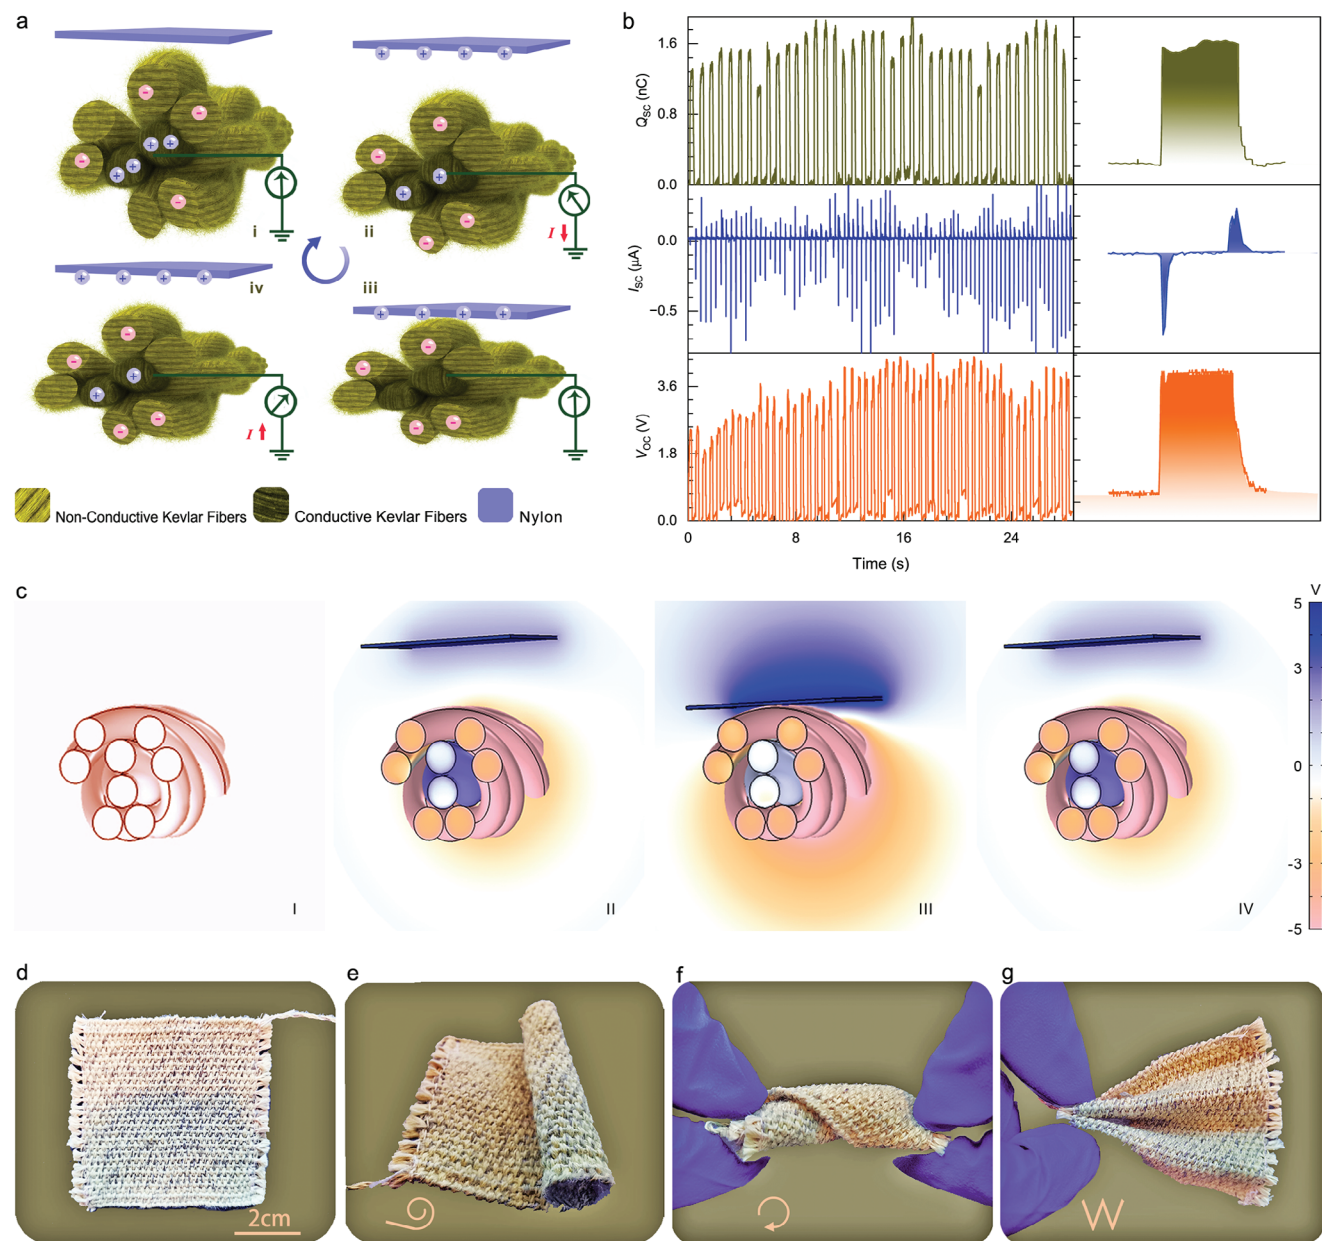 a
i
ii
I
iv
iii
I
Non-Conductive Kevlar Fibers
Conductive Kevlar Fibers
Nylon
b
1.6
0.8
0.0
QSC (nC)
0.0
−0.5
ISC (μA)
3.6
1.8
0.0
VOC (V)
0 8 16 24
Time (s)
c
I
II
III
IV
V
5
3
0
-3
-5
d
2cm
e
f
g